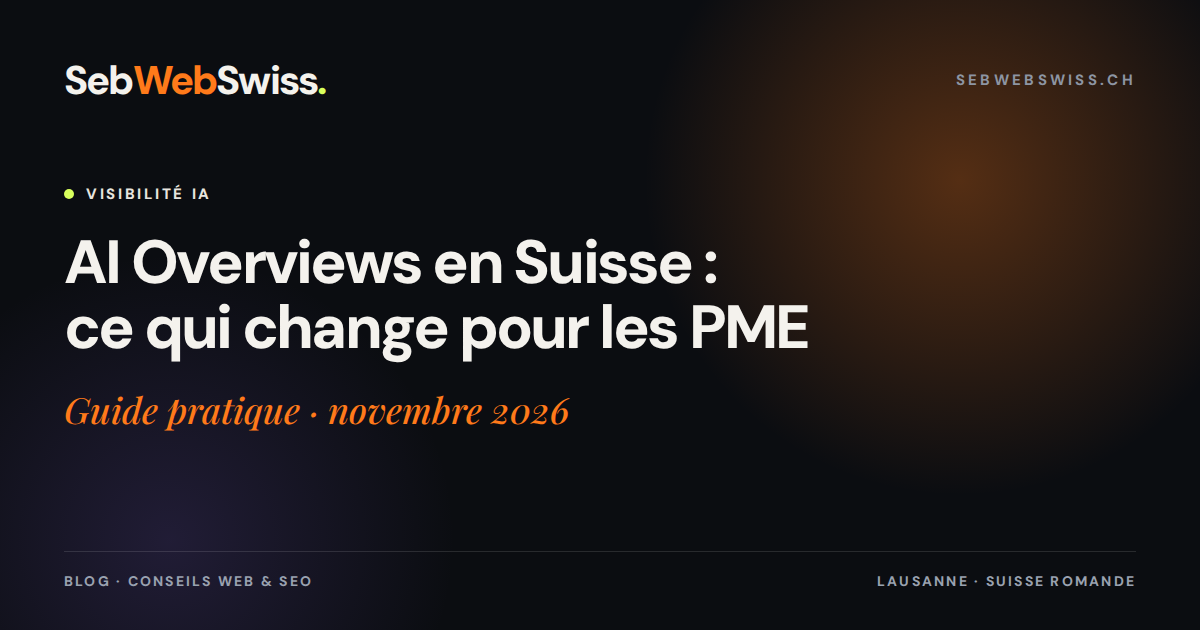 SebWebSwiss.
SEBWEBSWISS.CH
VISIBILITÉ IA
AI Overviews en Suisse :
ce qui change pour les PME
Guide pratique · novembre 2026
BLOG · CONSEILS WEB & SEO
LAUSANNE · SUISSE ROMANDE